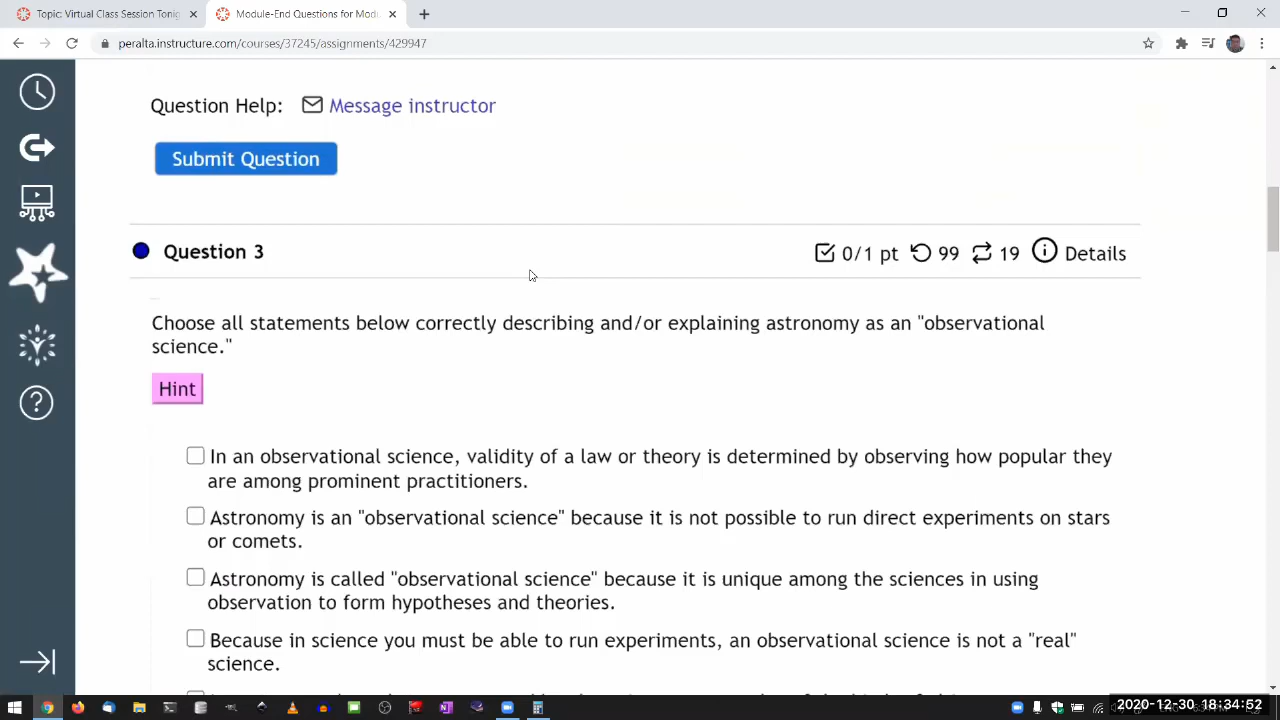 Topic: Virtual Class Session Tonig
Module-End Questions for Modu
peralta.instructure.com/courses/37245/assignments/429947
Question Help: Message instructor
Submit Question
Question 3 0/1 pt 99 19 Details
Choose all statements below correctly describing and/or explaining astronomy as an "observational
science."
Hint
In an observational science, validity of a law or theory is determined by observing how popular they
are among prominent practitioners.
Astronomy is an "observational science" because it is not possible to run direct experiments on stars
or comets.
Astronomy is called "observational science" because it is unique among the sciences in using
observation to form hypotheses and theories.
Because in science you must be able to run experiments, an observational science is not a "real"
science.
2020-12-30 18:34:52